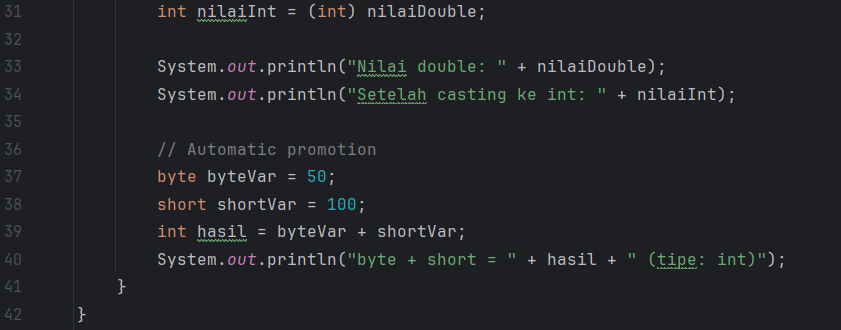 31 int nilaiInt = (int) nilaiDouble;
32
33 System.out.println("Nilai double: " + nilaiDouble);
34 System.out.println("Setelah casting ke int: " + nilaiInt);
35
36 // Automatic promotion
37 byte byteVar = 50;
38 short shortVar = 100;
39 int hasil = byteVar + shortVar;
40 System.out.println("byte + short = " + hasil + " (tipe: int)");
41 }
42 }